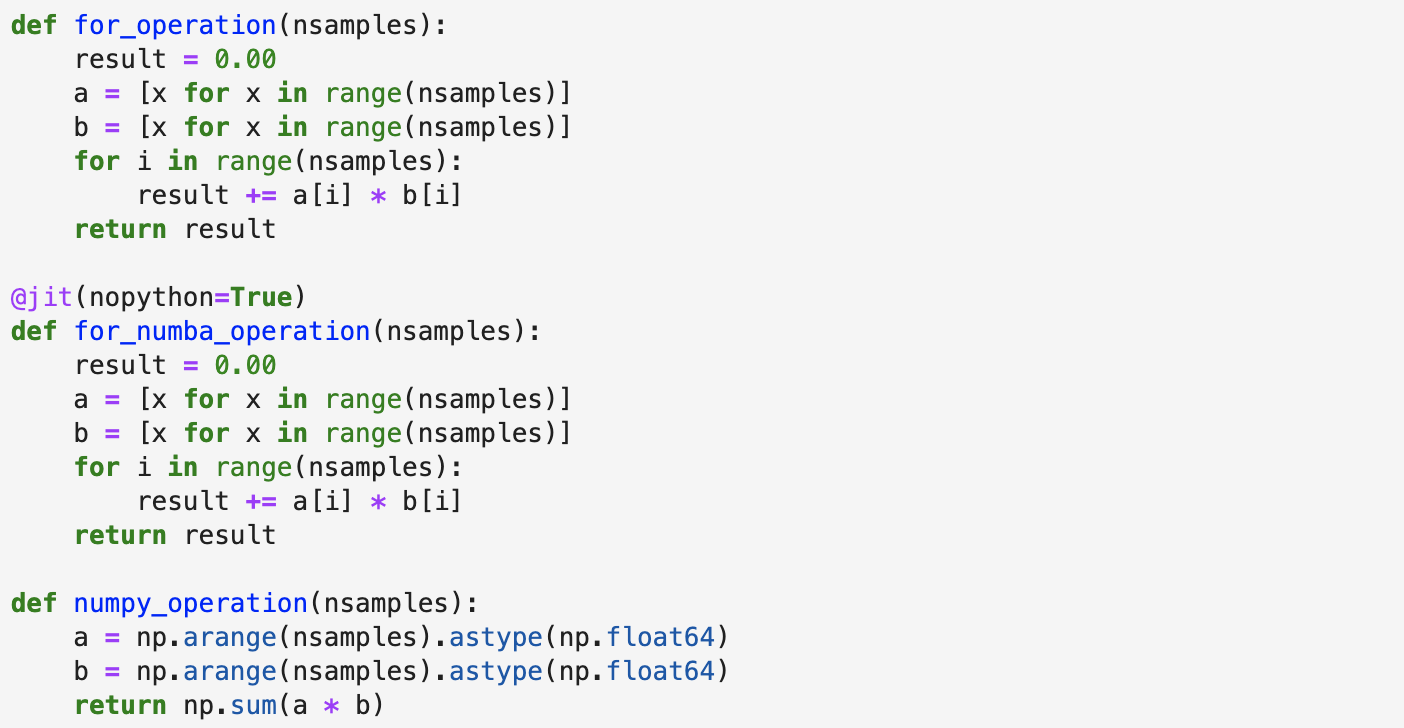 def for_operation(nsamples):
    result = 0.00
    a = [x for x in range(nsamples)]
    b = [x for x in range(nsamples)]
    for i in range(nsamples):
        result += a[i] * b[i]
    return result

@jit(nopython=True)
def for_numba_operation(nsamples):
    result = 0.00
    a = [x for x in range(nsamples)]
    b = [x for x in range(nsamples)]
    for i in range(nsamples):
        result += a[i] * b[i]
    return result

def numpy_operation(nsamples):
    a = np.arange(nsamples).astype(np.float64)
    b = np.arange(nsamples).astype(np.float64)
    return np.sum(a * b)